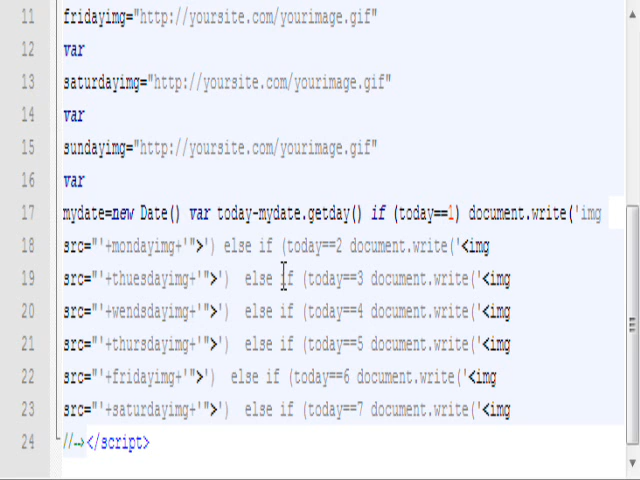 11 fridayimg="http://yoursite.com/yourimage.gif"
12 var
13 saturdayimg="http://yoursite.com/yourimage.gif"
14 var
15 sundayimg="http://yoursite.com/yourimage.gif"
16 var
17 mydate=new Date() var today-mydate.getday() if (today==1) document.write('img
18 src="'+mondayimg+'">') else if (today==2 document.write('<img
19 src="'+thuesdayimg+'">') else if (today==3 document.write('<img
20 src="'+wendsdayimg+'">') else if (today==4 document.write('<img
21 src="'+thursdayimg+'">') else if (today==5 document.write('<img
22 src="'+fridayimg+'">') else if (today==6 document.write('<img
23 src="'+saturdayimg+'">') else if (today==7 document.write('<img
24 //--></script>